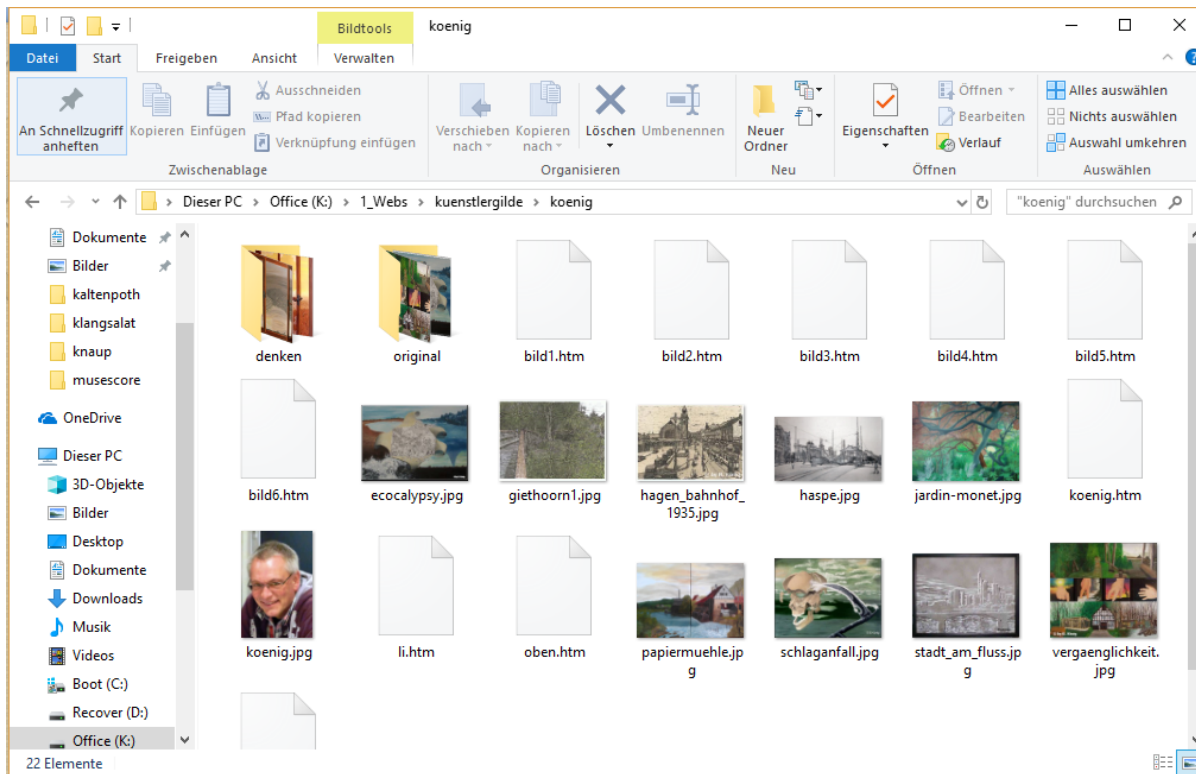 Bildtools
koenig
Datei
Start
Freigeben
Ansicht
Verwalten
An Schnellzugriff
anheften
Kopieren
Einfügen
Ausschneiden
Pfad kopieren
Verknüpfung einfügen
Zwischenablage
Verschieben
nach
Kopieren
nach
Löschen
Umbenennen
Organisieren
Neuer
Ordner
Neu
Eigenschaften
Öffnen
Bearbeiten
Verlauf
Öffnen
Alles auswählen
Nichts auswählen
Auswahl umkehren
Auswählen
Dieser PC > Office (K:) > 1_Webs > kuenstlergilde > koenig
"koenig" durchsuchen
Dokumente
Bilder
kaltenpoth
klangsalat
knaup
musescore
OneDrive
Dieser PC
3D-Objekte
Bilder
Desktop
Dokumente
Downloads
Musik
Videos
Boot (C:)
Recover (D:)
Office (K:)
denken
original
bild1.htm
bild2.htm
bild3.htm
bild4.htm
bild5.htm
bild6.htm
ecocalypsy.jpg
giethoorn1.jpg
hagen_bahnhof_
1935.jpg
haspe.jpg
jardin-monet.jpg
koenig.htm
koenig.jpg
li.htm
oben.htm
papiermuehle.jp
g
schlaganfall.jpg
stadt_am_fluss.jp
g
vergaenglichkeit.
jpg
22 Elemente